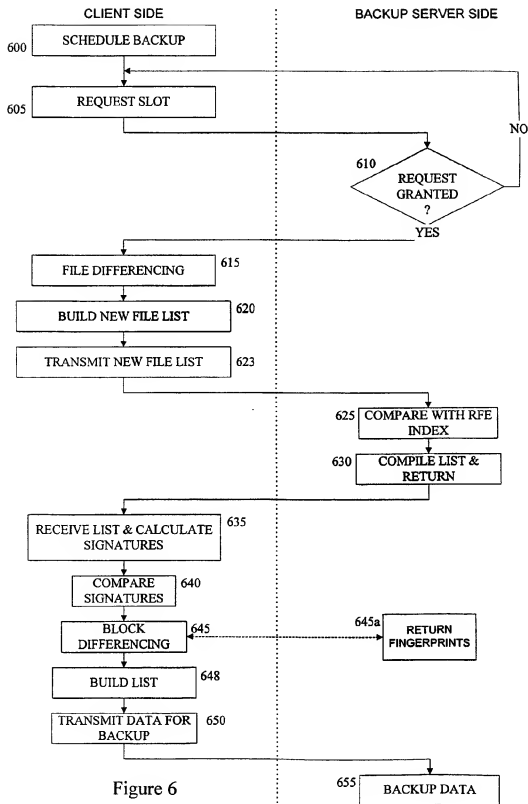 CLIENT SIDE
BACKUP SERVER SIDE
600
SCHEDULE BACKUP
605
REQUEST SLOT
NO
610
REQUEST
GRANTED
?
YES
FILE DIFFERENCING
615
BUILD NEW FILE LIST
620
TRANSMIT NEW FILE LIST
623
625
COMPARE WITH RFE
INDEX
630
COMPILE LIST &
RETURN
RECEIVE LIST & CALCULATE
SIGNATURES
635
COMPARE
SIGNATURES
640
BLOCK
DIFFERENCING
645
645a
RETURN
FINGERPRINTS
BUILD LIST
648
TRANSMIT DATA FOR
BACKUP
650
Figure 6
655
BACKUP DATA